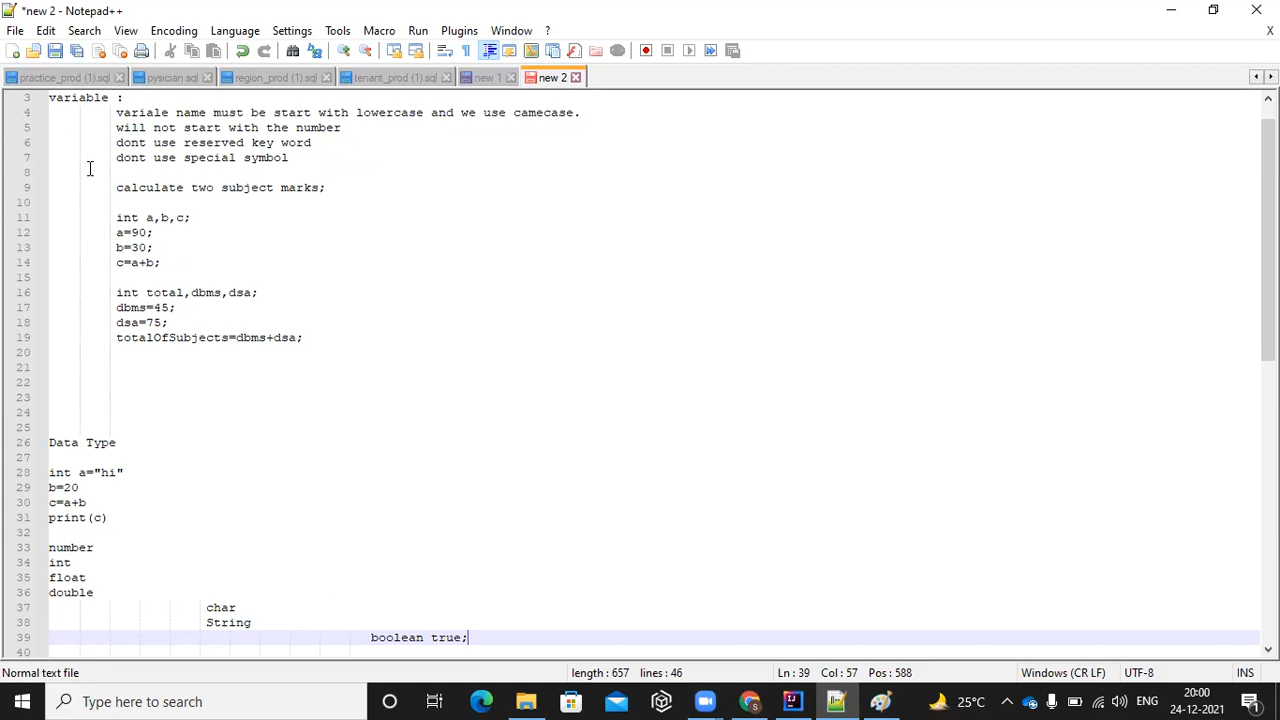 *new 2 - Notepad++
File Edit Search View Encoding Language Settings Tools Macro Run Plugins Window ? X
practice_prod (1).sql pysician.sql region_prod (1).sql tenant_prod (1).sql new 1 new 2
3 variable :
4 variale name must be start with lowercase and we use camecase.
5 will not start with the number
6 dont use reserved key word
7 dont use special symbol
8
9 calculate two subject marks;
10
11 int a,b,c;
12 a=90;
13 b=30;
14 c=a+b;
15
16 int total,dbms,dsa;
17 dbms=45;
18 dsa=75;
19 totalOfSubjects=dbms+dsa;
20
21
22
23
24
25
26 Data Type
27
28 int a="hi"
29 b=20
30 c=a+b
31 print(c)
32
33 number
34 int
35 float
36 double
37 char
38 String
39 boolean true;
40
Normal text file length : 657 lines : 46 Ln : 39 Col : 57 Pos : 588 Windows (CR LF) UTF-8 INS
Type here to search 25°C ENG 20:00 24-12-2021 1